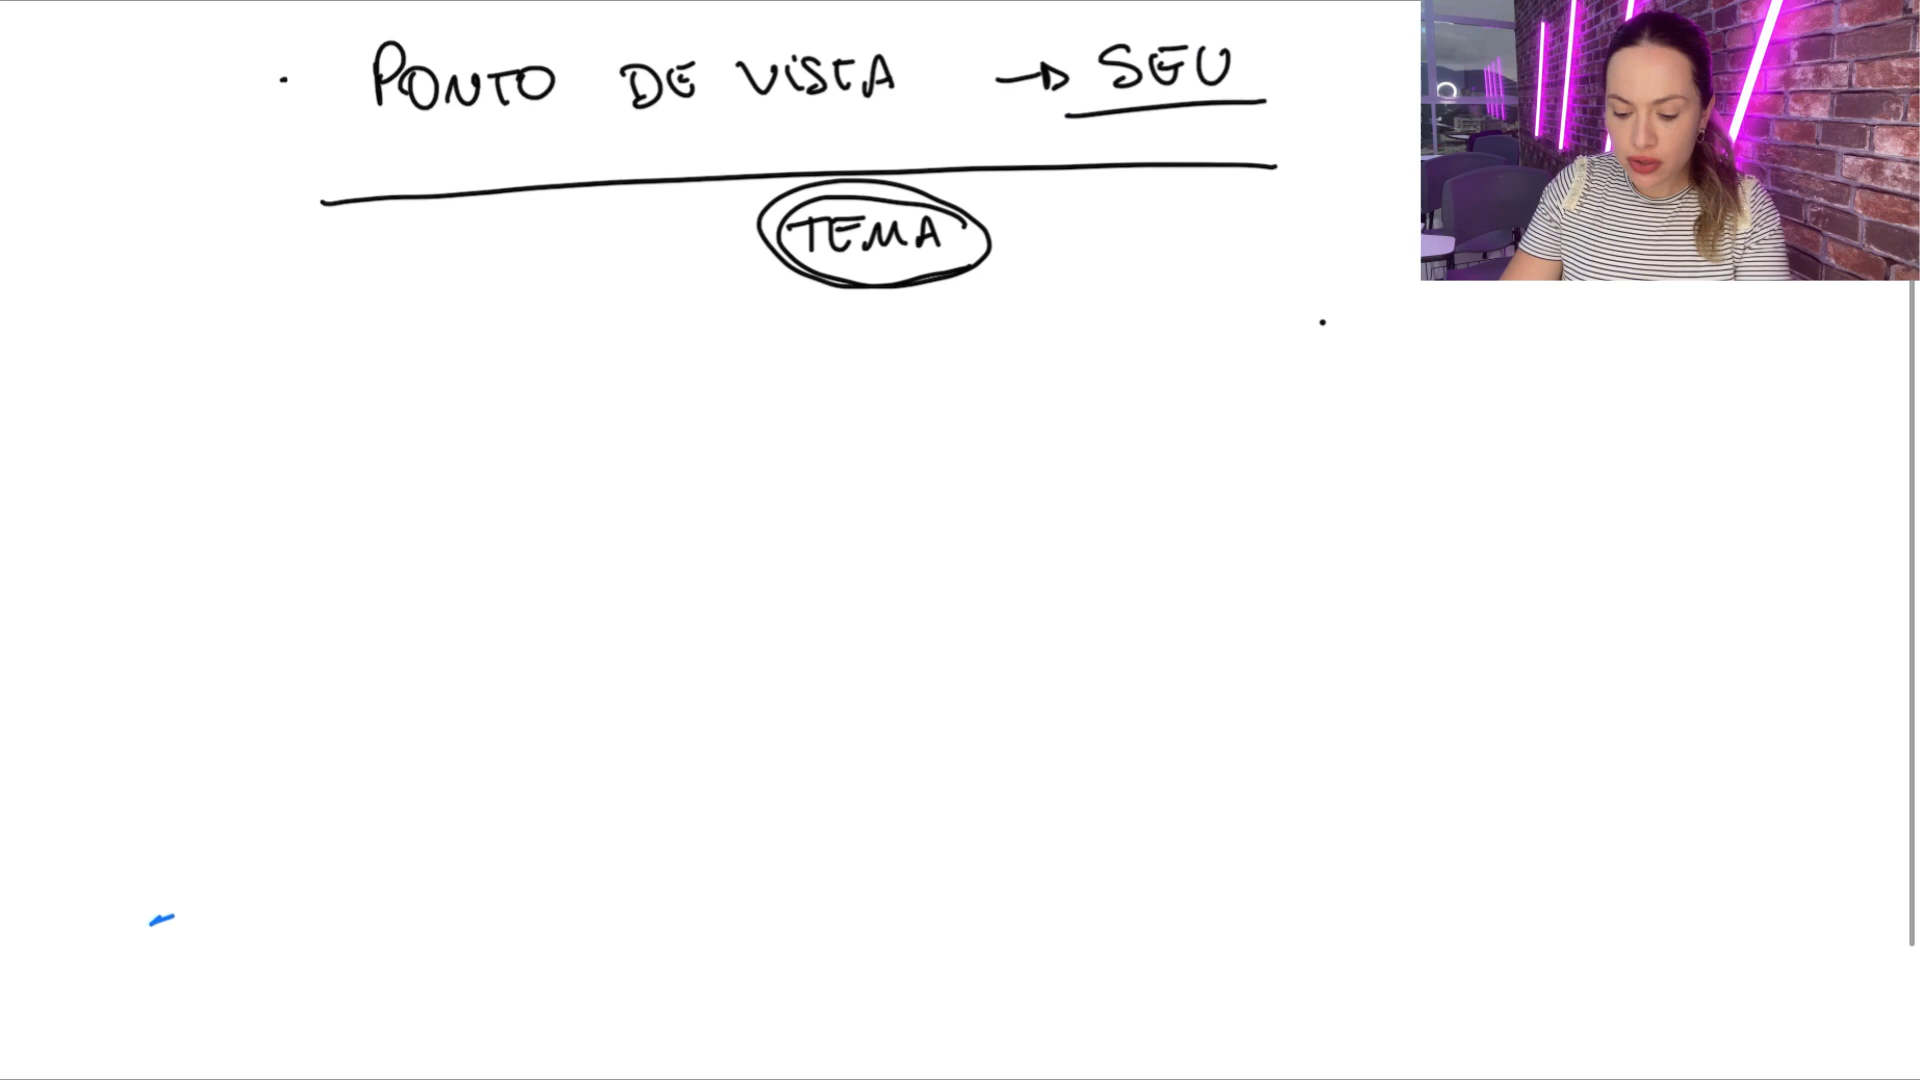 • PONTO DE VISTA → SEU
TEMA